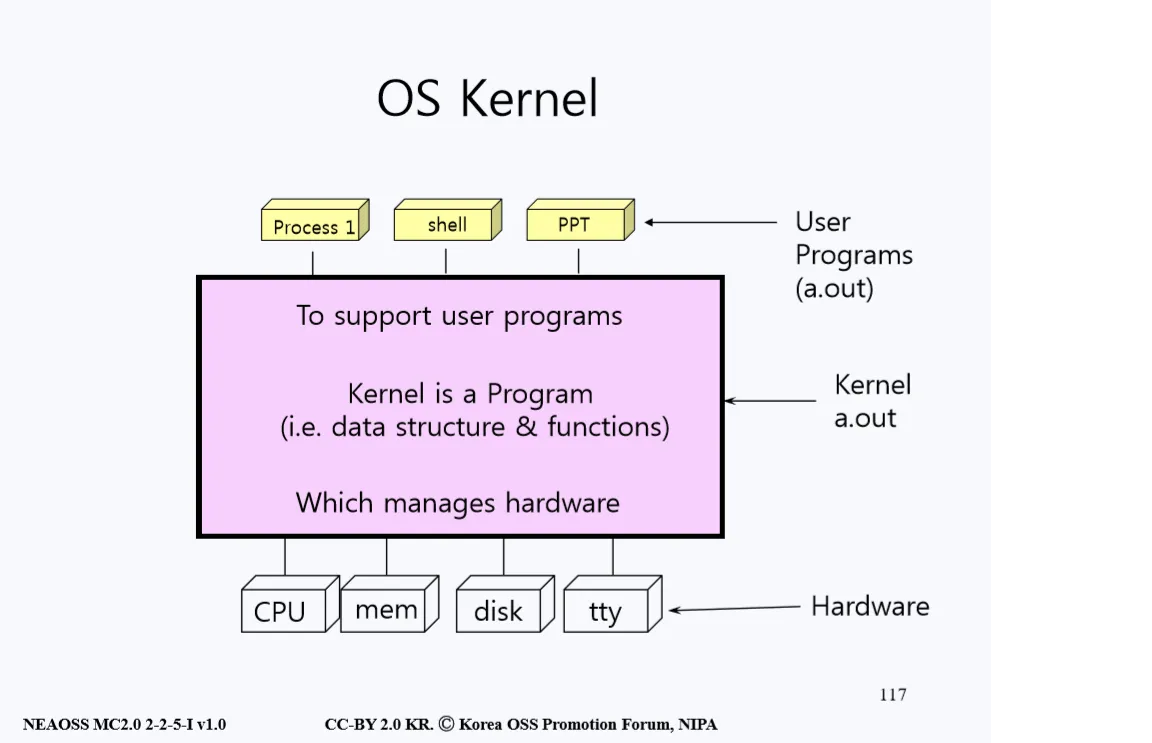 OS Kernel
Process 1
shell
PPT
User
Programs
(a.out)
To support user programs
Kernel is a Program
(i.e. data structure & functions)
Which manages hardware
Kernel
a.out
CPU
mem
disk
tty
Hardware
117
NEAOSS MC2.0 2-2-5-I v1.0
CC-BY 2.0 KR. Ⓒ Korea OSS Promotion Forum, NIPA